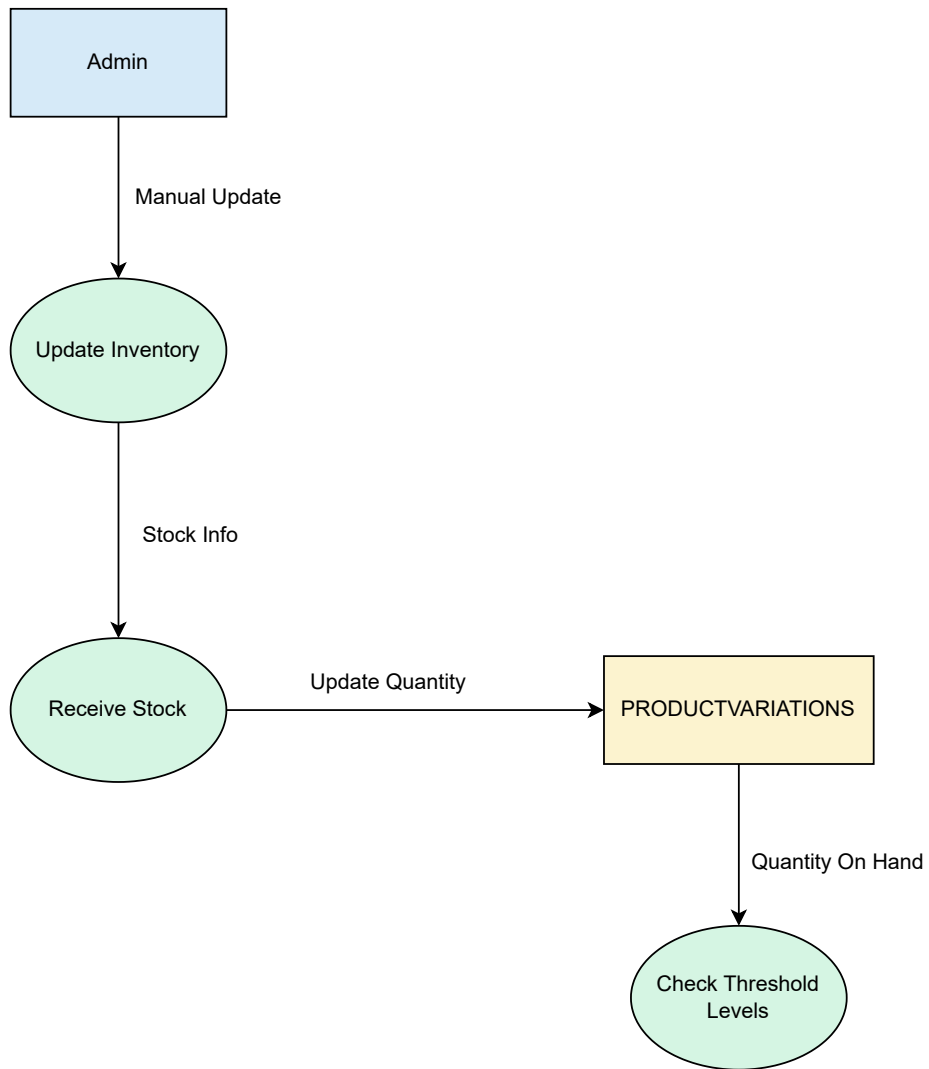 Admin
Manual Update
Update Inventory
Stock Info
Update Quantity
Receive Stock
PRODUCTVARIATIONS
Quantity On Hand
Check Threshold
Levels